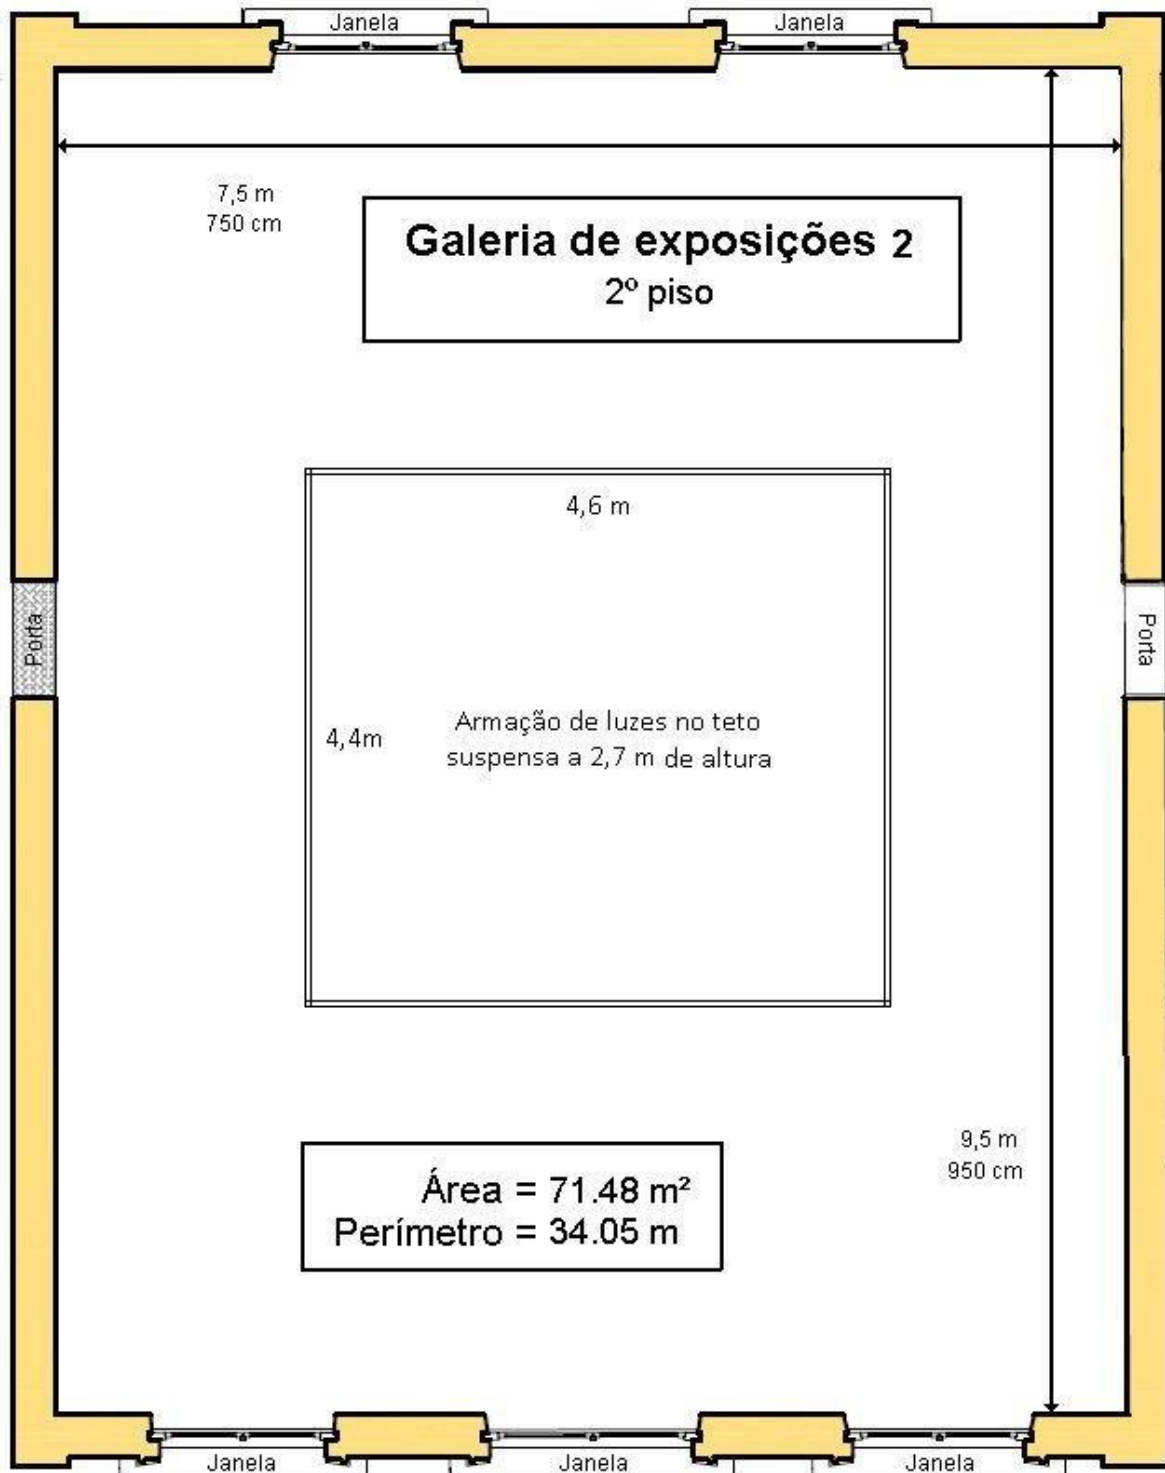 Janela
Janela
7,5 m
750 cm
Galeria de exposições 2
2º piso
4,6 m
Porta
Porta
4,4m
Armação de luzes no teto
suspensa a 2,7 m de altura
9,5 m
950 cm
Área = 71.48 m²
Perímetro = 34.05 m
Janela
Janela
Janela